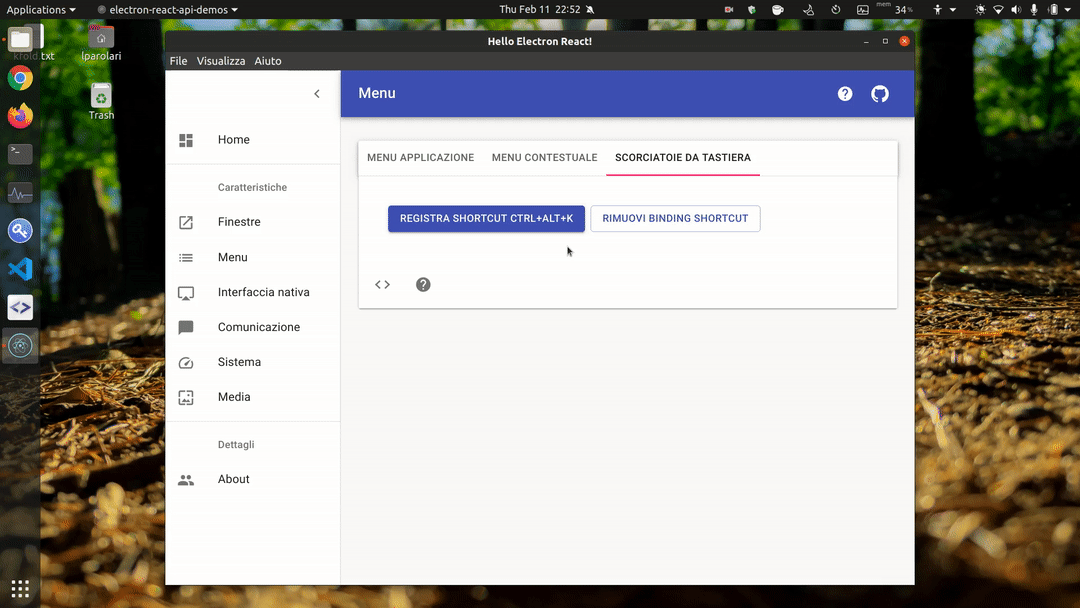 Applications
electron-react-api-demos
Thu Feb 11 22:52
mem
34%
kfold.txt
lparolari
Trash
Hello Electron React!
File Visualizza Aiuto
Menu
Home
Caratteristiche
Finestre
Menu
Interfaccia nativa
Comunicazione
Sistema
Media
Dettagli
About
MENU APPLICAZIONE MENU CONTESTUALE SCORCIATOIE DA TASTIERA
REGISTRA SHORTCUT CTRL+ALT+K RIMUOVI BINDING SHORTCUT